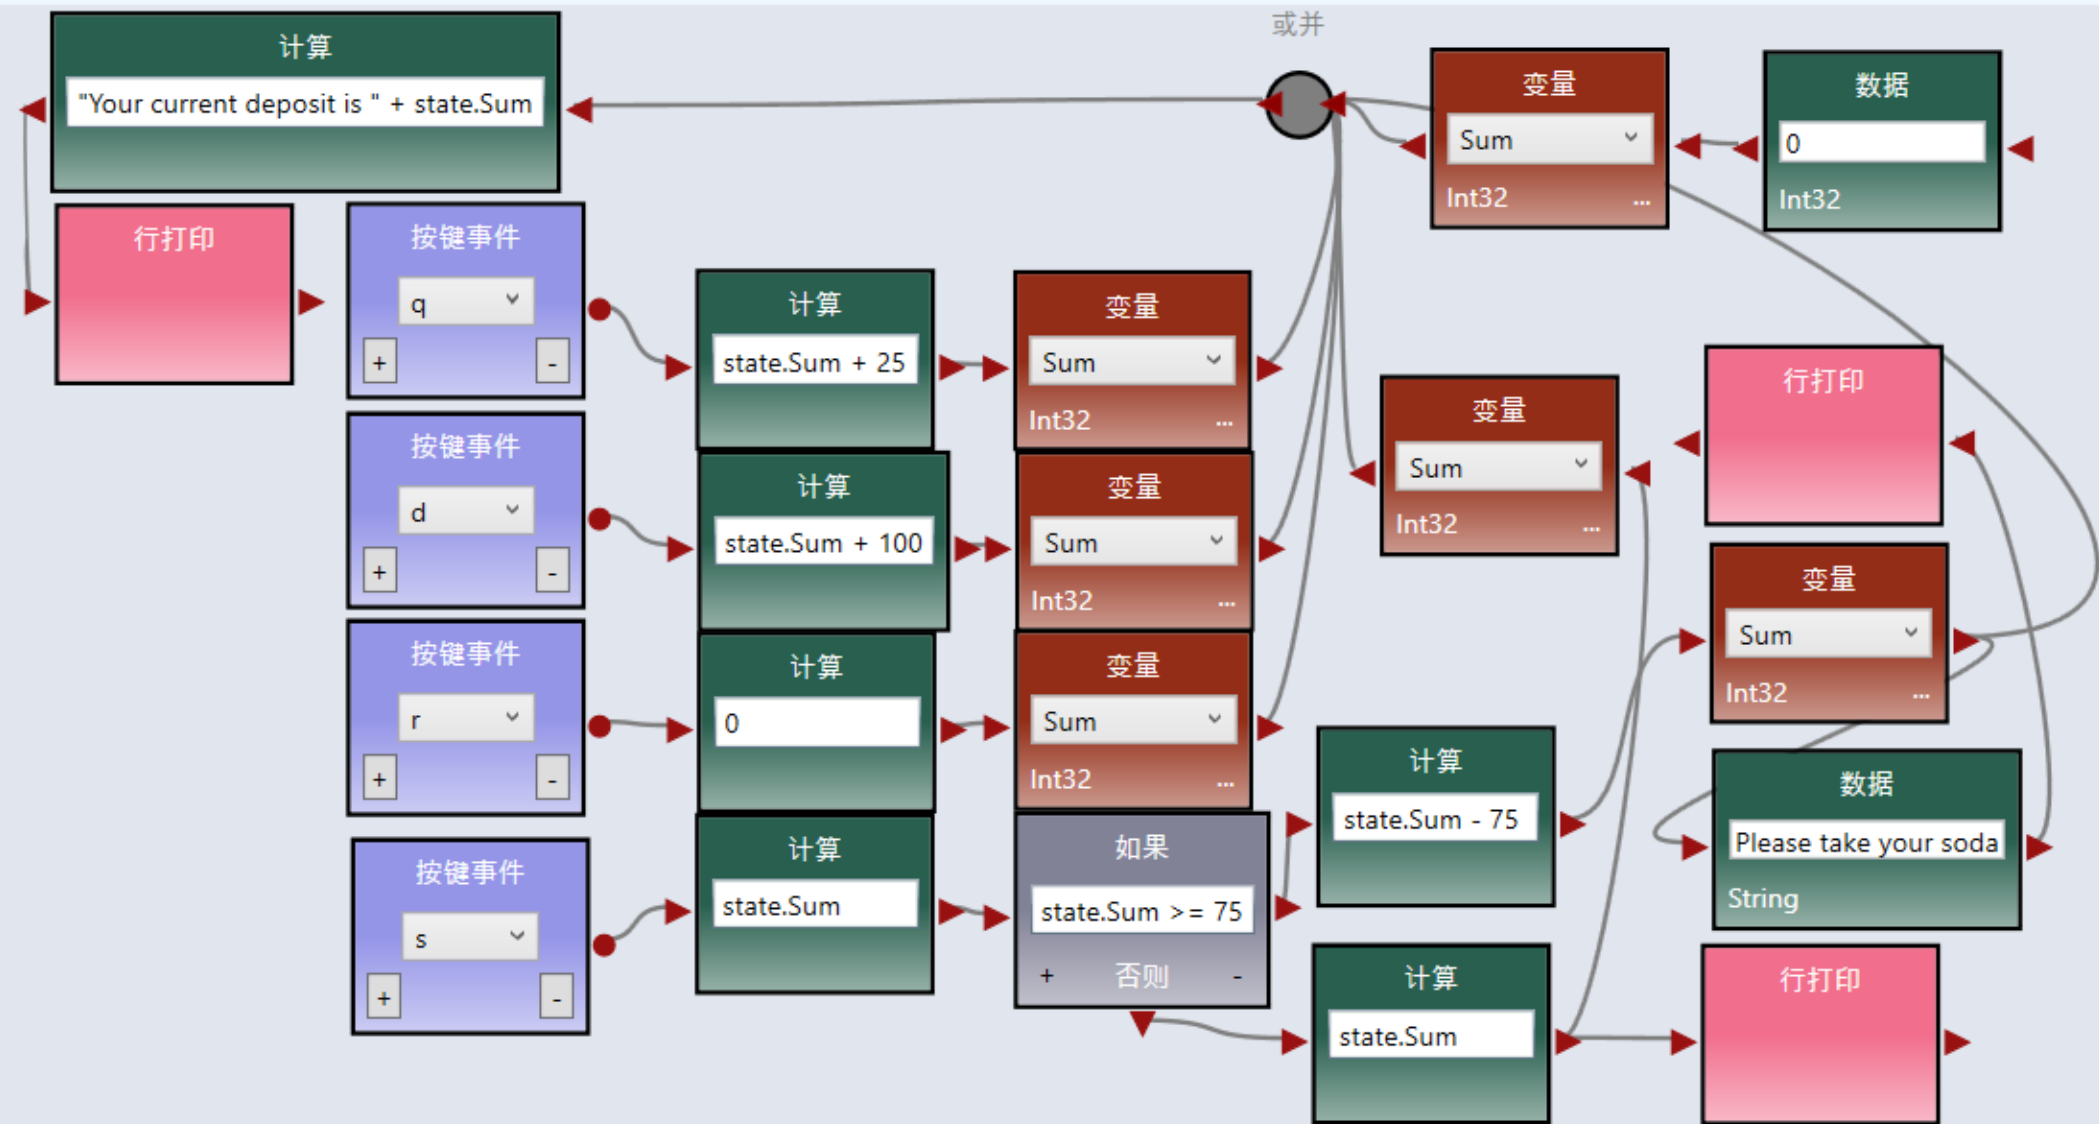 或并
计算
"Your current deposit is " + state.Sum
变量
Sum
Int32
...
数据
0
Int32
行打印
按键事件
q
+
-
计算
state.Sum + 25
变量
Sum
Int32
...
行打印
变量
Sum
Int32
...
按键事件
d
+
-
计算
state.Sum + 100
变量
Sum
Int32
...
变量
Sum
Int32
...
按键事件
r
+
-
计算
0
变量
Sum
Int32
...
计算
state.Sum - 75
数据
Please take your soda
String
按键事件
s
+
-
计算
state.Sum
如果
state.Sum >= 75
+ 否则 -
计算
state.Sum
行打印